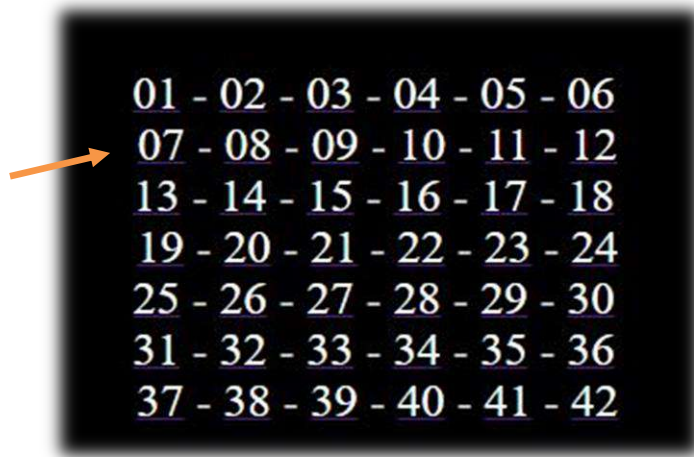 01 - 02 - 03 - 04 - 05 - 06
07 - 08 - 09 - 10 - 11 - 12
13 - 14 - 15 - 16 - 17 - 18
19 - 20 - 21 - 22 - 23 - 24
25 - 26 - 27 - 28 - 29 - 30
31 - 32 - 33 - 34 - 35 - 36
37 - 38 - 39 - 40 - 41 - 42